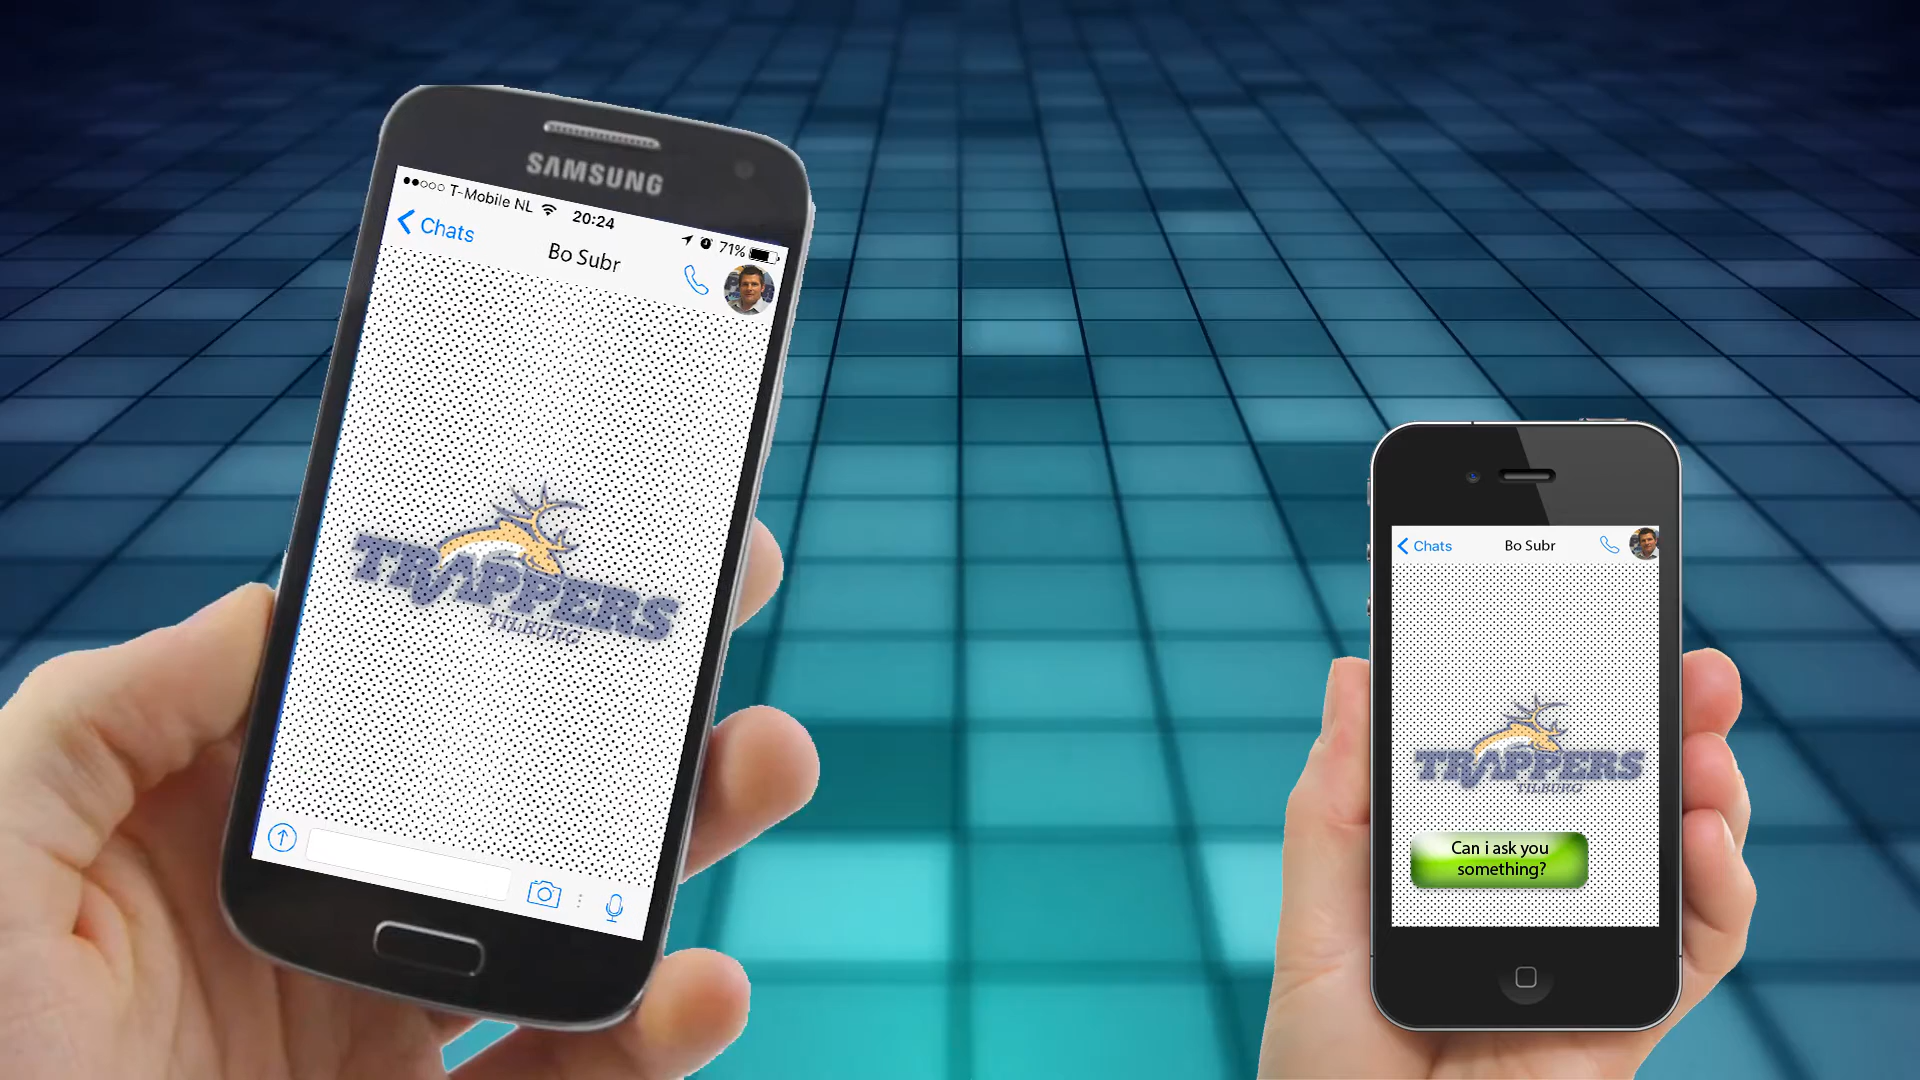 SAMSUNG
T-Mobile NL 20:24
71%
Chats
Bo Subr
TRAPPERS
TILBURG
Chats Bo Subr
TRAPPERS
TILBURG
Can i ask you
something?